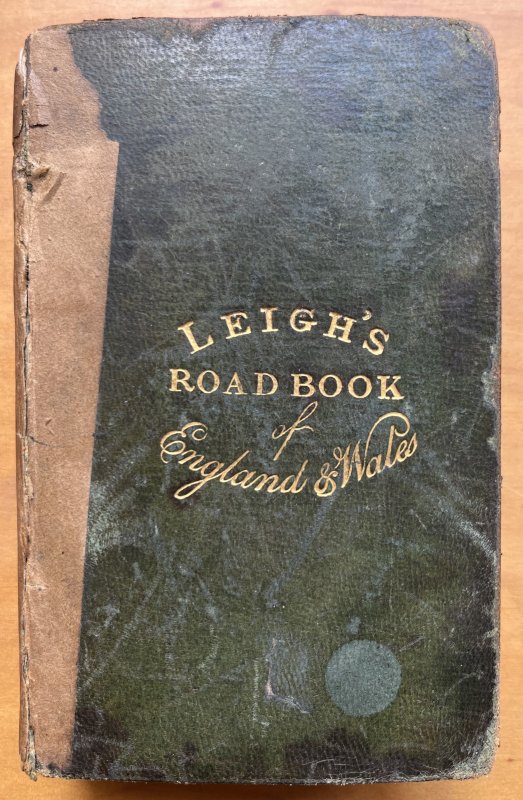 LEIGH'S
ROAD BOOK
of
England & Wales